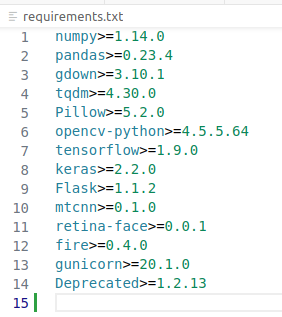 requirements.txt
1 numpy>=1.14.0
2 pandas>=0.23.4
3 gdown>=3.10.1
4 tqdm>=4.30.0
5 Pillow>=5.2.0
6 opencv-python>=4.5.5.64
7 tensorflow>=1.9.0
8 keras>=2.2.0
9 Flask>=1.1.2
10 mtcnn>=0.1.0
11 retina-face>=0.0.1
12 fire>=0.4.0
13 gunicorn>=20.1.0
14 Deprecated>=1.2.13
15